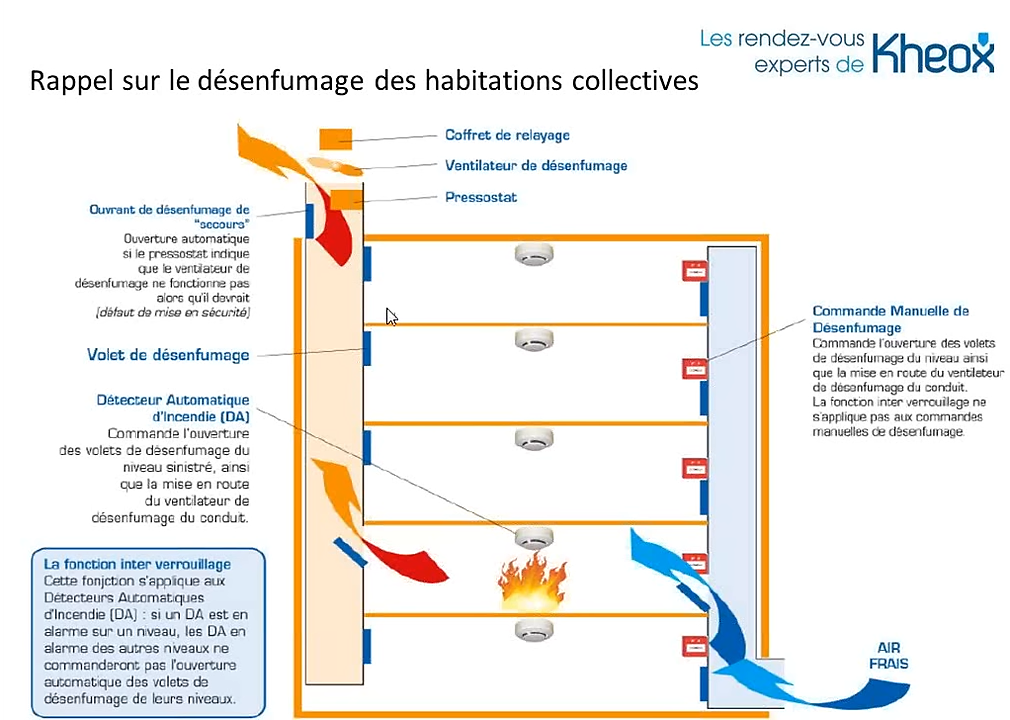 Les rendez-vous
experts de Kheox
Rappel sur le désenfumage des habitations collectives
Coffret de relayage
Ventilateur de désenfumage
Pressostat
Ouvrant de désenfumage de
"secours"
Ouverture automatique
si le pressostat indique
que le ventilateur de
désenfumage ne fonctionne pas
alors qu'il devrait
(défaut de mise en sécurité)
Volet de désenfumage
Détecteur Automatique
d'Incendie (DA)
Commande l'ouverture
des volets de désenfumage du
niveau sinistré, ainsi
que la mise en route
du ventilateur de
désenfumage du conduit.
La fonction inter verrouillage
Cette fonjction s'applique aux
Détecteurs Automatiques
d'Incendie (DA) : si un DA est en
alarme sur un niveau, les DA en
alarme des autres niveaux ne
commanderont pas l'ouverture
automatique des volets de
désenfumage de leurs niveaux.
Commande Manuelle de
Désenfumage
Commande l'ouverture des volets
de désenfumage du niveau ainsi
que la mise en route du ventilateur
de désenfumage du conduit.
La fonction inter verrouillage ne
s'applique pas aux commandes
manuelles de désenfumage.
AIR
FRAIS